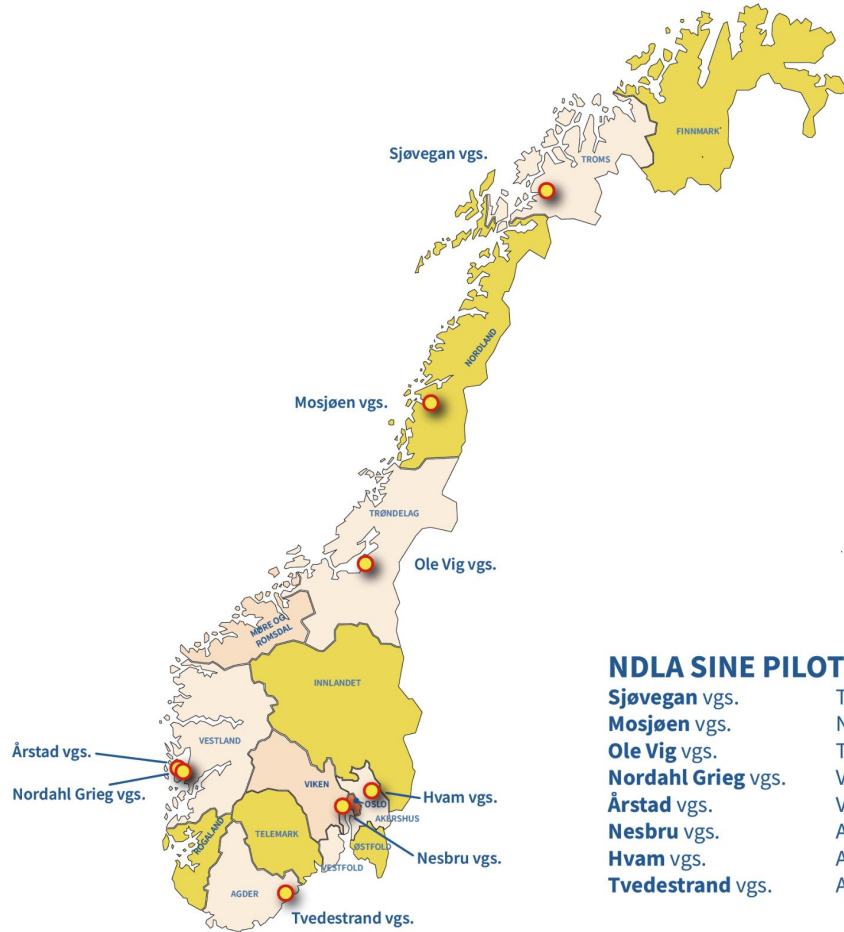 FINNMARK
Sjøvegan vgs.
TROMS
NORDLAND
Mosjøen vgs.
TRØNDELAG
Ole Vig vgs.
MØRE OG
ROMSDAL
INNLANDET
VESTLAND
Årstad vgs.
Nordahl Grieg vgs.
VIKEN
Hvam vgs.
OSLO
AKERSHUS
ROGALAND
TELEMARK
ØSTFOLD
Nesbru vgs.
VESTFOLD
AGDER
Tvedestrand vgs.
NDLA SINE PILOT
Sjøvegan vgs. T
Mosjøen vgs. N
Ole Vig vgs. T
Nordahl Grieg vgs. V
Årstad vgs. V
Nesbru vgs. A
Hvam vgs. A
Tvedestrand vgs. A